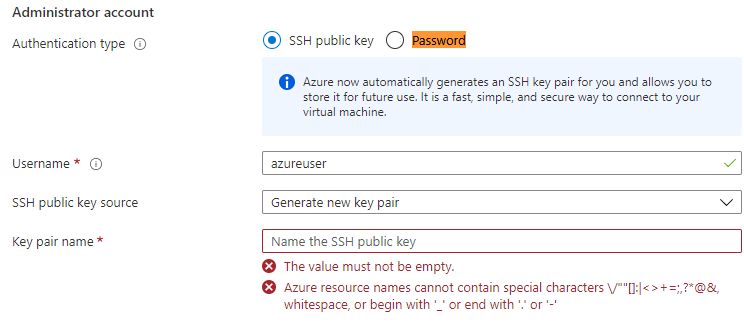 Administrator account
Authentication type
SSH public key
Password
Azure now automatically generates an SSH key pair for you and allows you to
store it for future use. It is a fast, simple, and secure way to connect to your
virtual machine.
Username *
azureuser
SSH public key source
Generate new key pair
Key pair name *
Name the SSH public key
The value must not be empty.
Azure resource names cannot contain special characters \/""[]:|<>+=;,?*@&,
whitespace, or begin with '_' or end with '.' or '-'